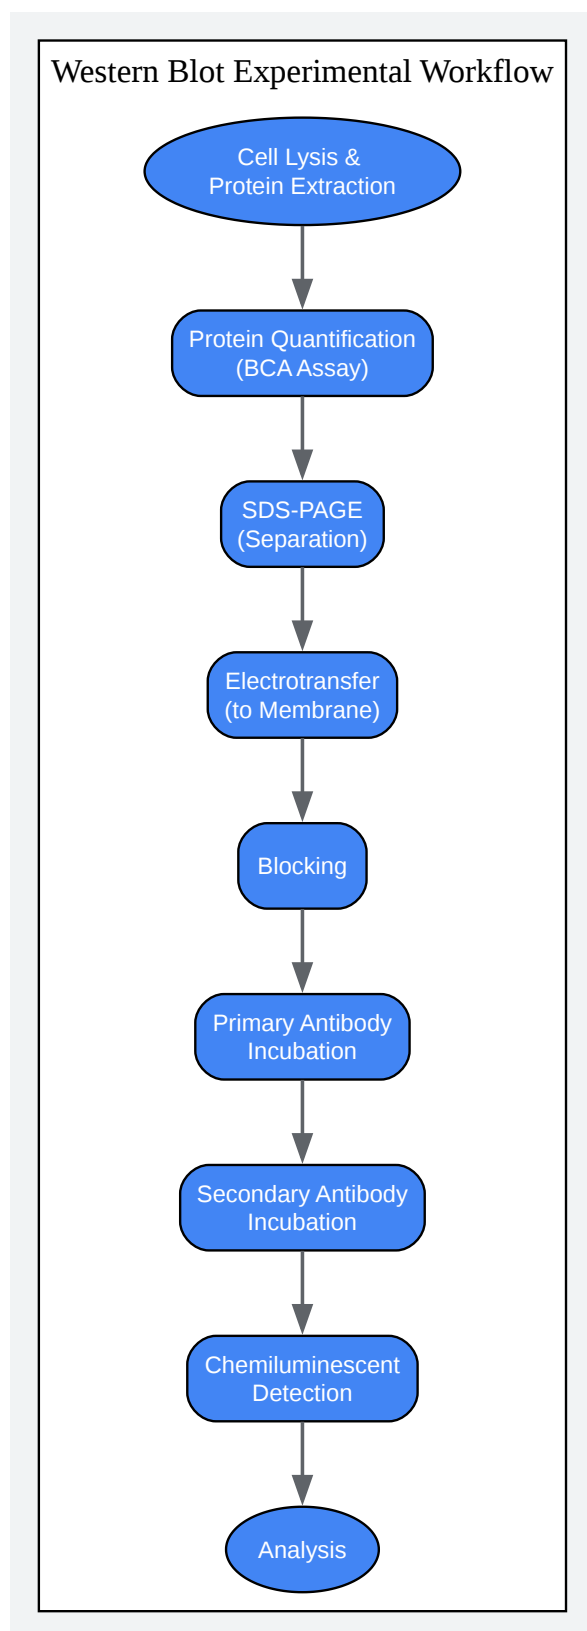 Western Blot Experimental Workflow
Cell Lysis &
Protein Extraction
Protein Quantification
(BCA Assay)
SDS-PAGE
(Separation)
Electrotransfer
(to Membrane)
Blocking
Primary Antibody
Incubation
Secondary Antibody
Incubation
Chemiluminescent
Detection
Analysis